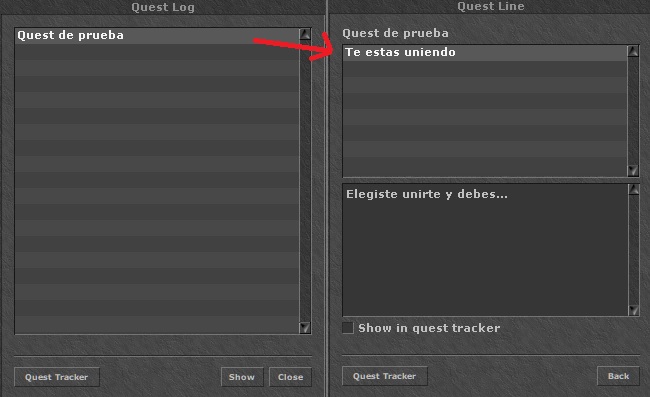 Quest Log
Quest de prueba
Quest Tracker
Show
Close
Quest Line
Quest de prueba
Te estas uniendo
Elegiste unirte y debes...
Show in quest tracker
Quest Tracker
Back